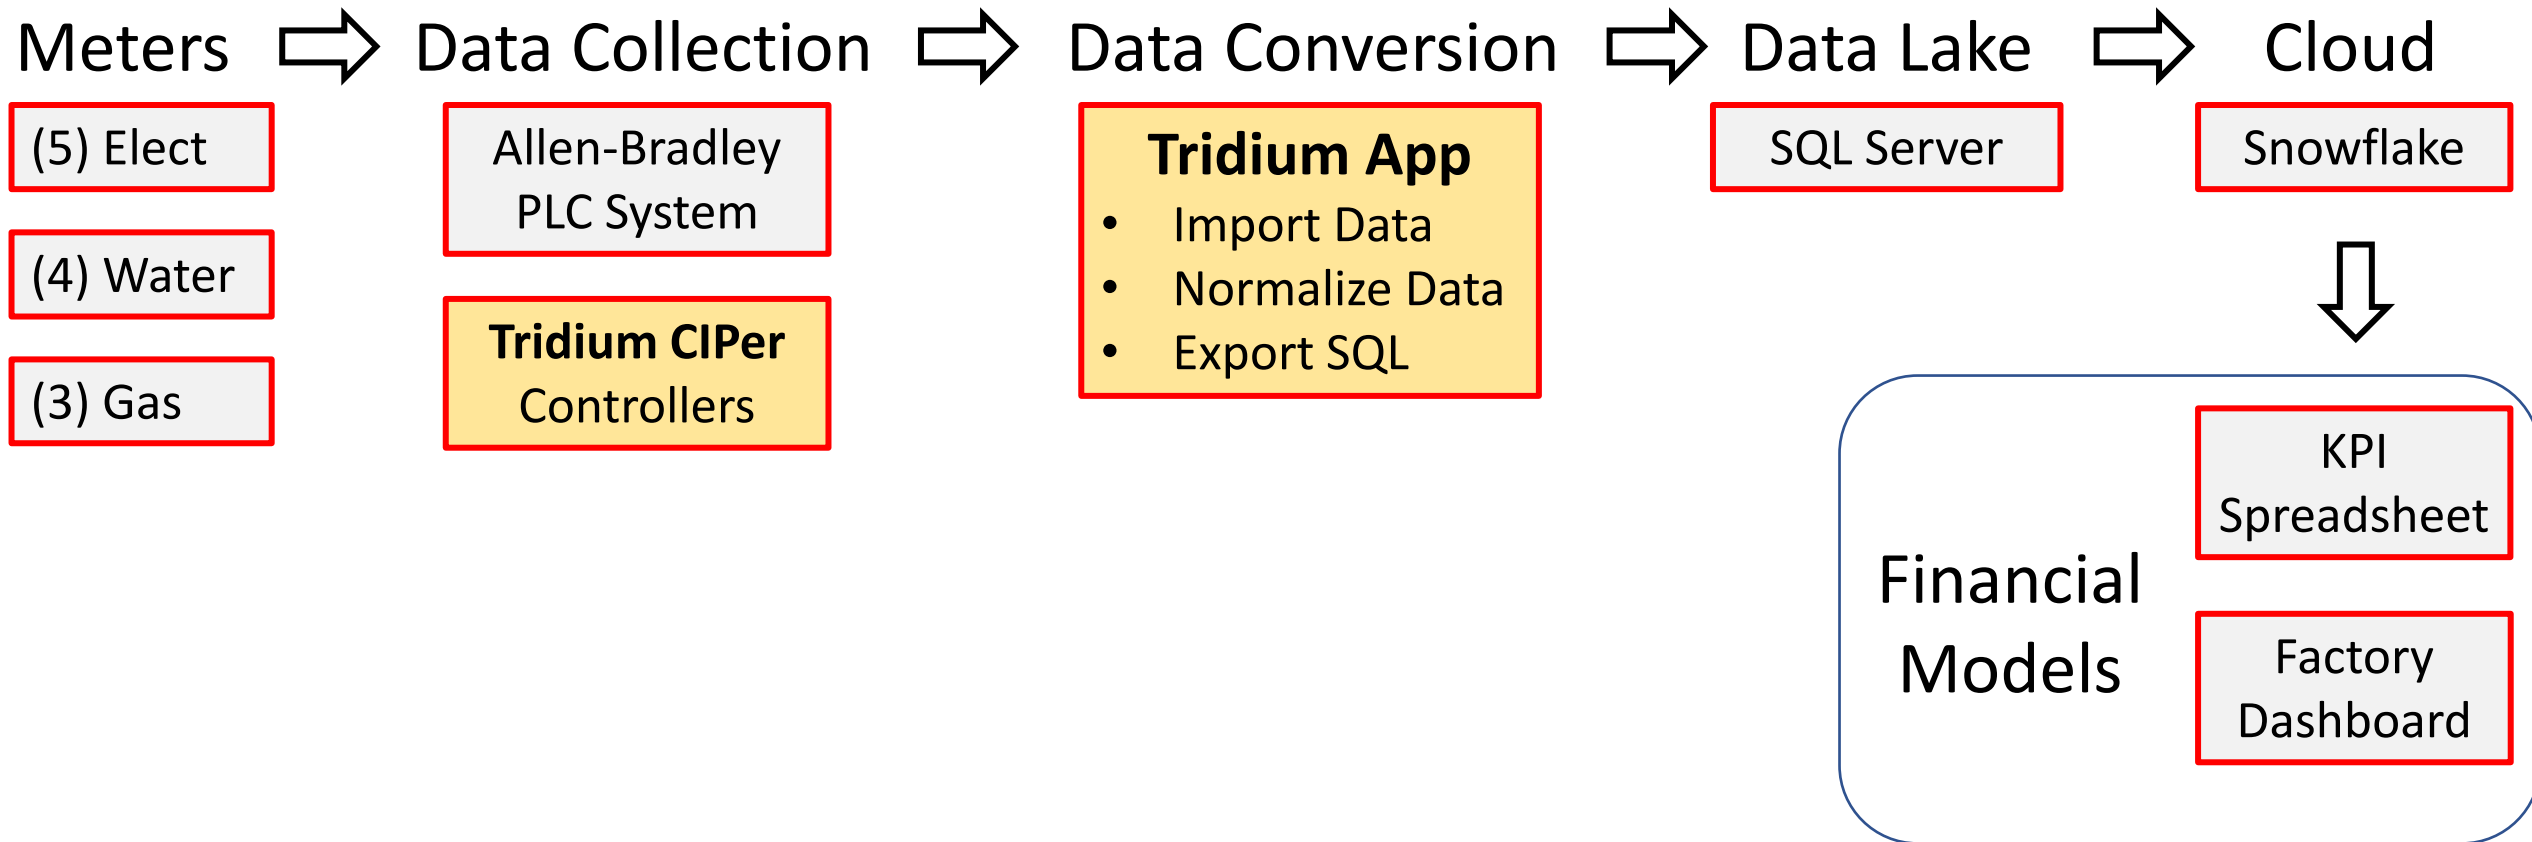 Meters
Data Collection
Data Conversion
Data Lake
Cloud
(5) Elect
(4) Water
(3) Gas
Allen-Bradley
PLC System
Tridium CIPer
Controllers
Tridium App
• Import Data
• Normalize Data
• Export SQL
SQL Server
Snowflake
Financial
Models
KPI
Spreadsheet
Factory
Dashboard